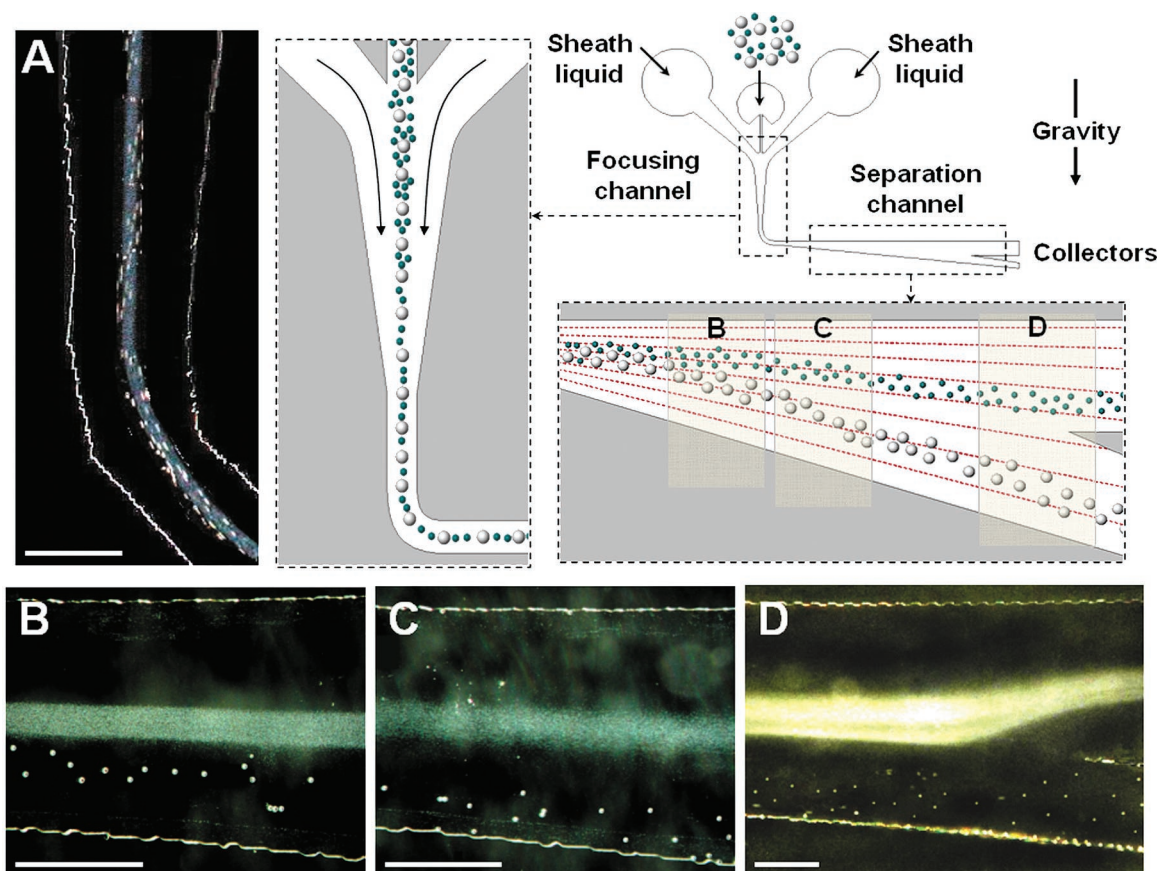 A
Sheath
liquid
Sheath
liquid
Gravity
Focusing
channel
Separation
channel
Collectors
B
C
D
B
C
D